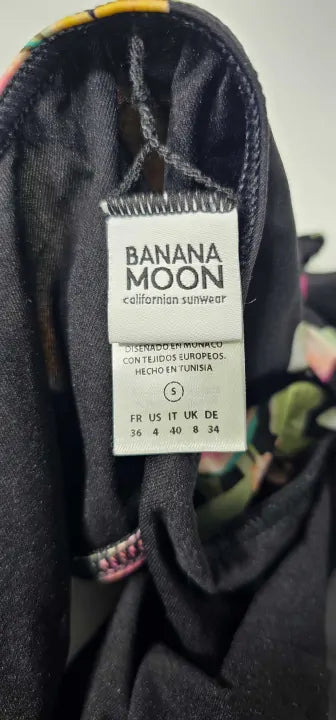 BANANA
MOON
californian sunwear
DISEÑADO EN MONACO
CON TEJIDOS EUROPEOS.
HECHO EN TUNISIA
S
FR US IT UK DE
36 4 40 8 34